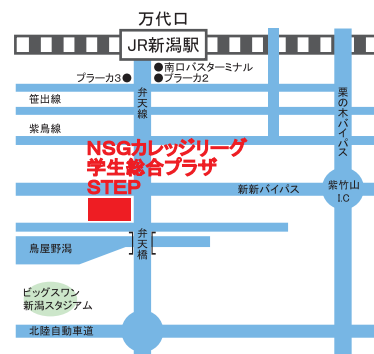 万代口
JR新潟駅
●南口バスターミナル
プラーカ3●
●プラーカ2
弁天線
笹出線
栗の木バイパス
紫鳥線
NSGカレッジリーグ
学生総合プラザ
STEP
新新バイパス
紫竹山
I.C
弁天橋
鳥屋野潟
ビッグスワン
新潟スタジアム
北陸自動車道